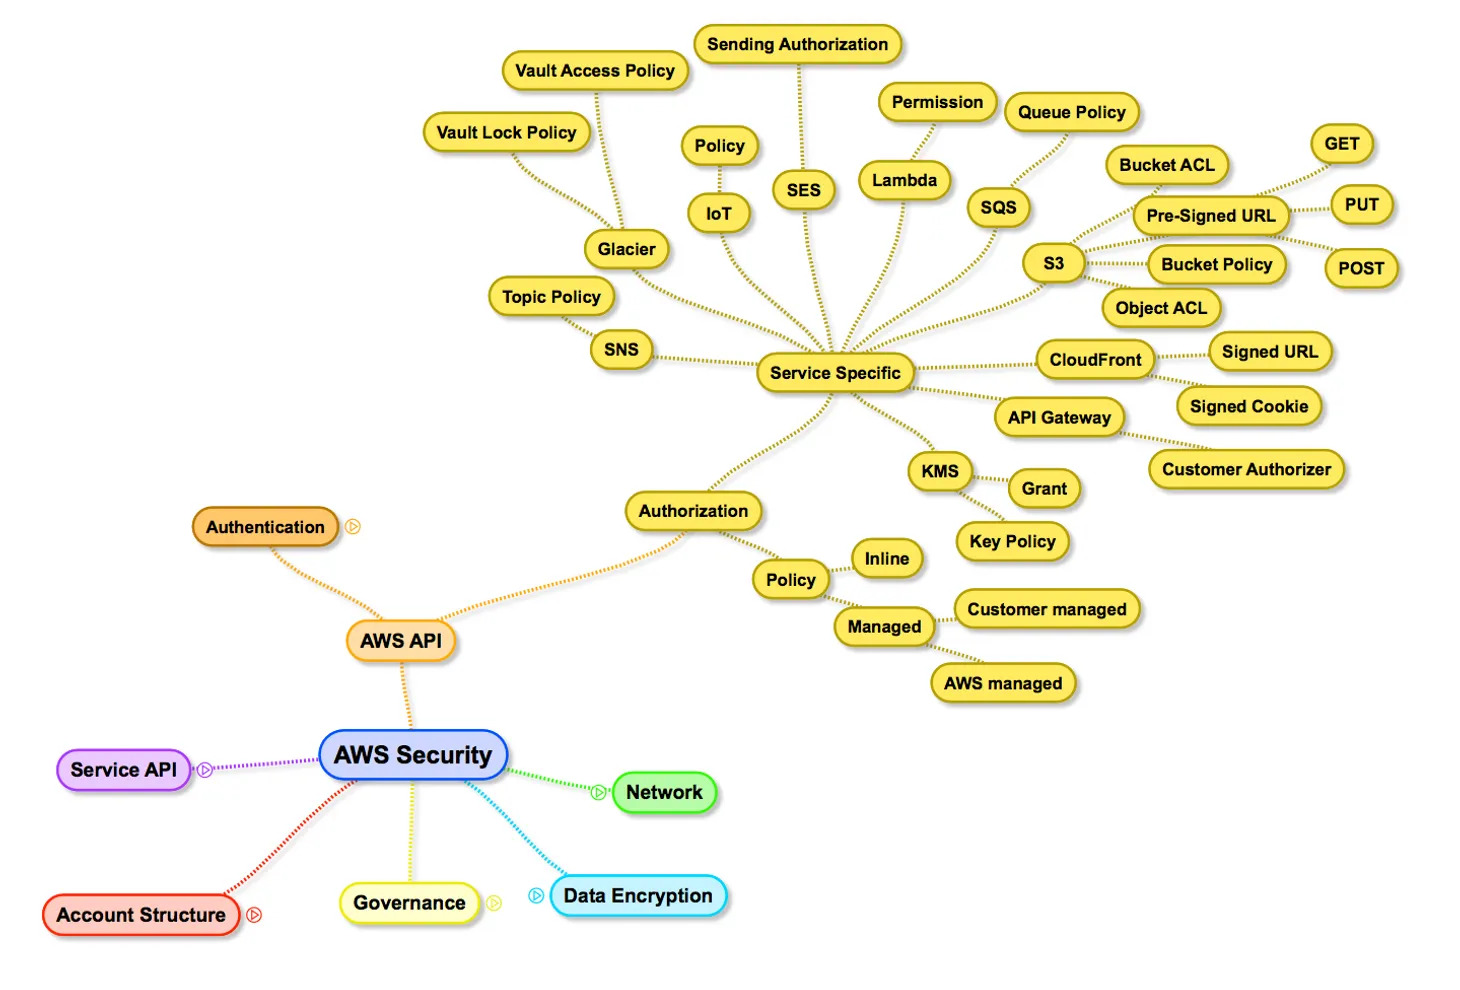 Sending Authorization
Vault Access Policy
Permission
Queue Policy
Vault Lock Policy
Policy
GET
Bucket ACL
Lambda
SES
PUT
SQS
IoT
Pre-Signed URL
Glacier
S3
Bucket Policy
POST
Topic Policy
Object ACL
SNS
CloudFront
Signed URL
Service Specific
Signed Cookie
API Gateway
KMS
Customer Authorizer
Grant
Authorization
Authentication
Key Policy
Inline
Policy
Customer managed
Managed
AWS API
AWS managed
AWS Security
Service API
Network
Data Encryption
Governance
Account Structure